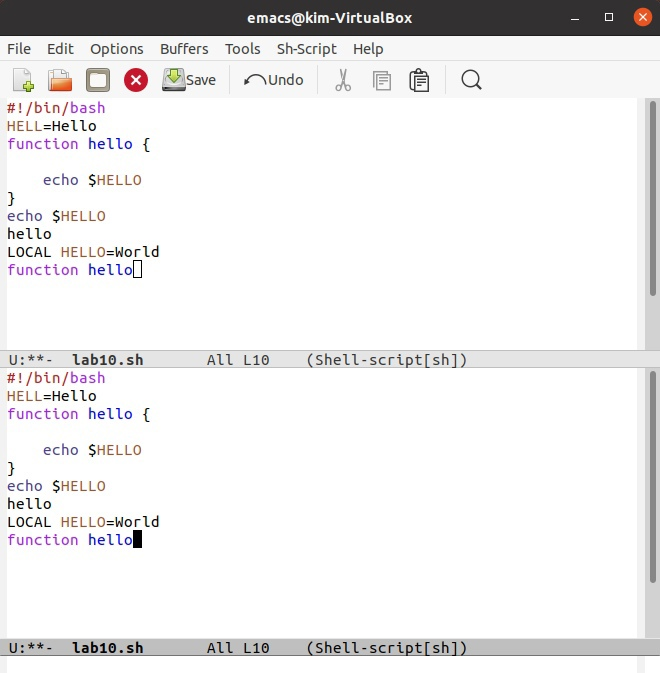 emacs@kim-VirtualBox
File Edit Options Buffers Tools Sh-Script Help
Save Undo
#!/bin/bash
HELL=Hello
function hello {
    echo $HELLO
}
echo $HELLO
hello
LOCAL HELLO=World
function hello
U:**-  lab10.sh       All L10    (Shell-script[sh])
#!/bin/bash
HELL=Hello
function hello {
    echo $HELLO
}
echo $HELLO
hello
LOCAL HELLO=World
function hello
U:**-  lab10.sh       All L10    (Shell-script[sh])